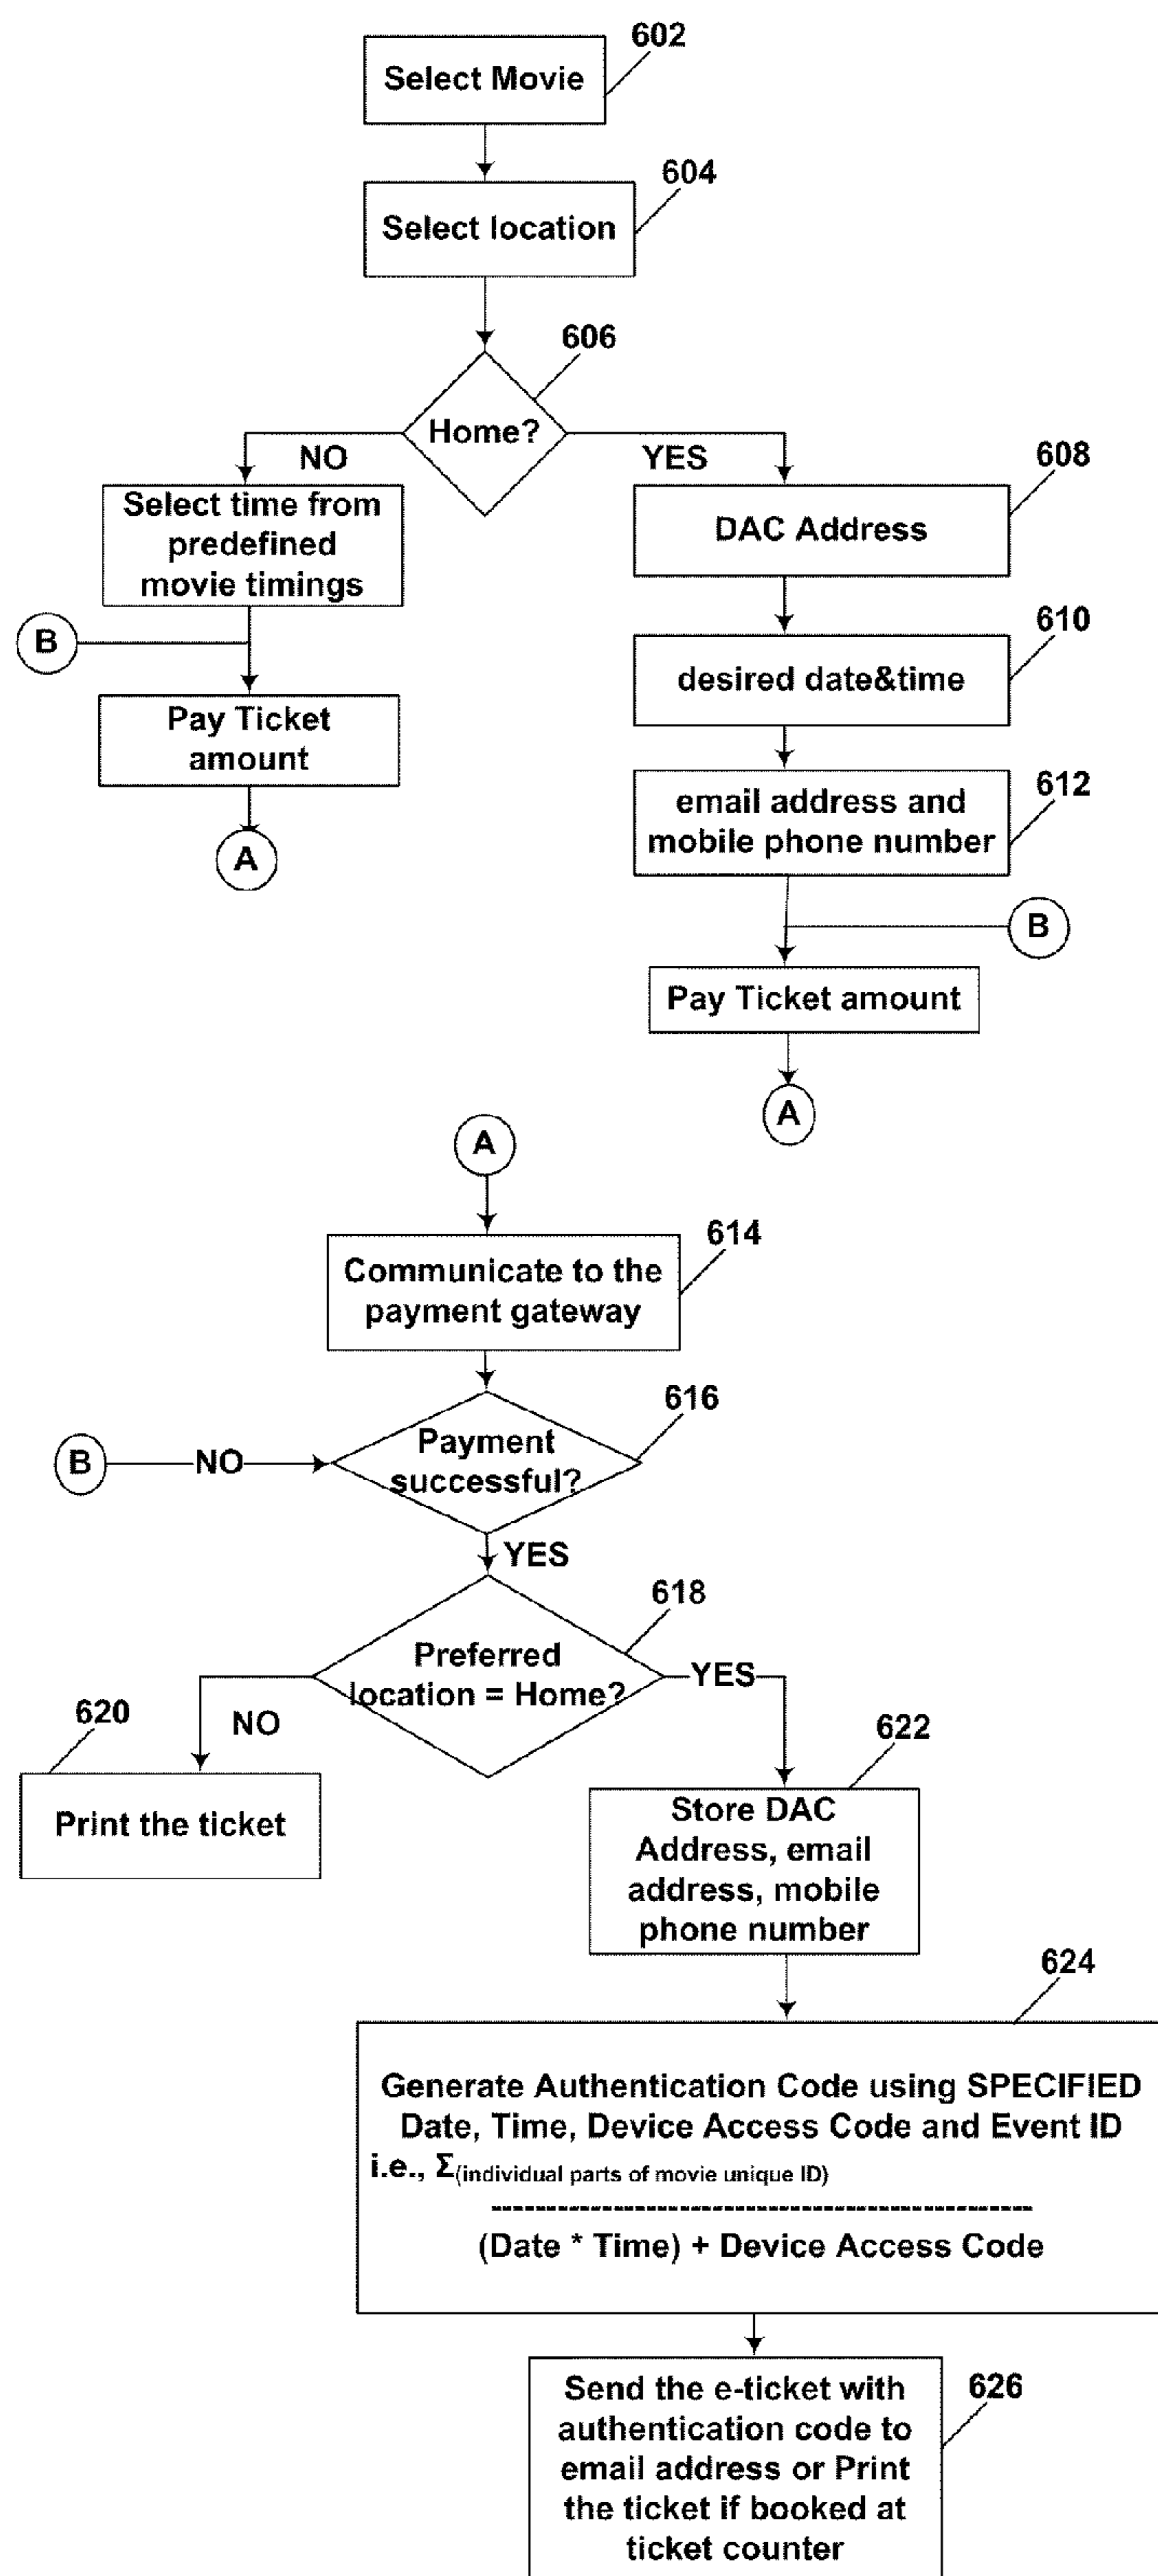 602
Select Movie
604
Select location
606
Home?
NO
YES
608
Select time from
predefined
movie timings
DAC Address
B
610
desired date&time
Pay Ticket
amount
612
email address and
mobile phone number
A
B
Pay Ticket amount
A
A
614
Communicate to the
payment gateway
616
Payment
successful?
B
NO
YES
618
Preferred
location = Home?
YES
NO
620
Print the ticket
622
Store DAC
Address, email
address, mobile
phone number
624
Generate Authentication Code using SPECIFIED
Date, Time, Device Access Code and Event ID
i.e., Σ(individual parts of movie unique ID)
-------------------------------------------------
(Date * Time) + Device Access Code
626
Send the e-ticket with
authentication code to
email address or Print
the ticket if booked at
ticket counter